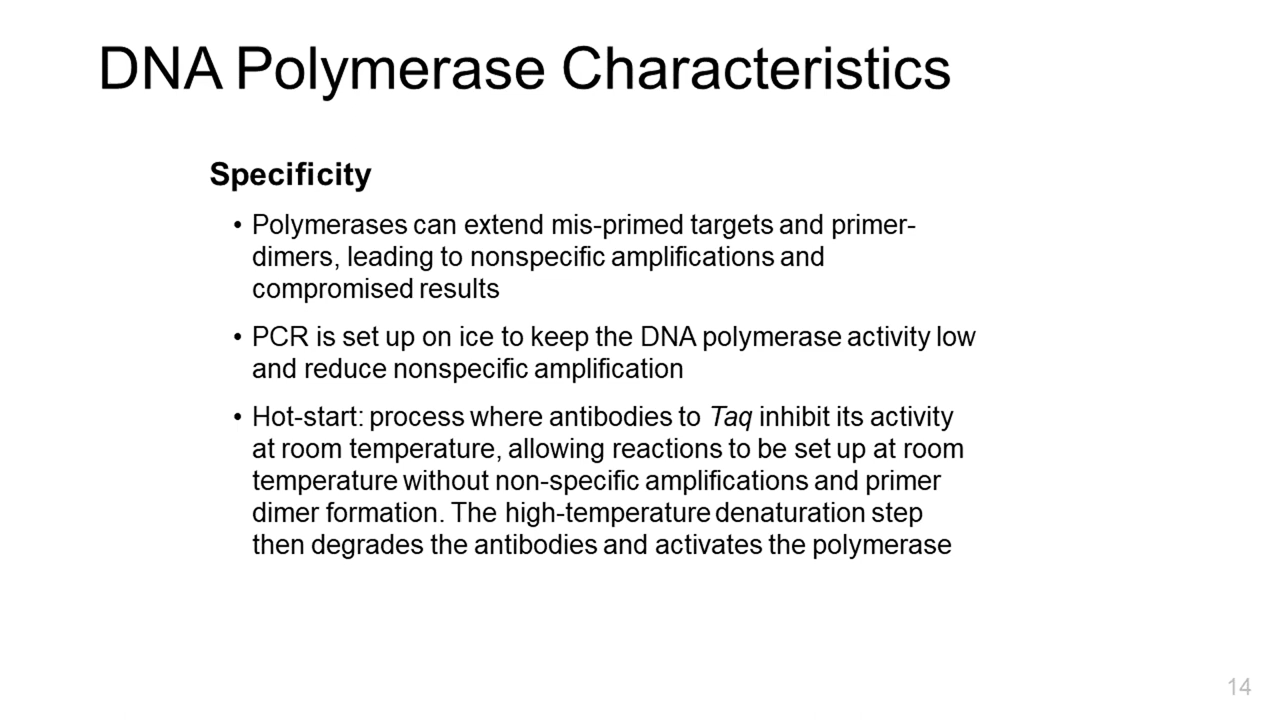 DNA Polymerase Characteristics
Specificity
• Polymerases can extend mis-primed targets and primer-
dimers, leading to nonspecific amplifications and
compromised results
• PCR is set up on ice to keep the DNA polymerase activity low
and reduce nonspecific amplification
• Hot-start: process where antibodies to Taq inhibit its activity
at room temperature, allowing reactions to be set up at room
temperature without non-specific amplifications and primer
dimer formation. The high-temperature denaturation step
then degrades the antibodies and activates the polymerase
14